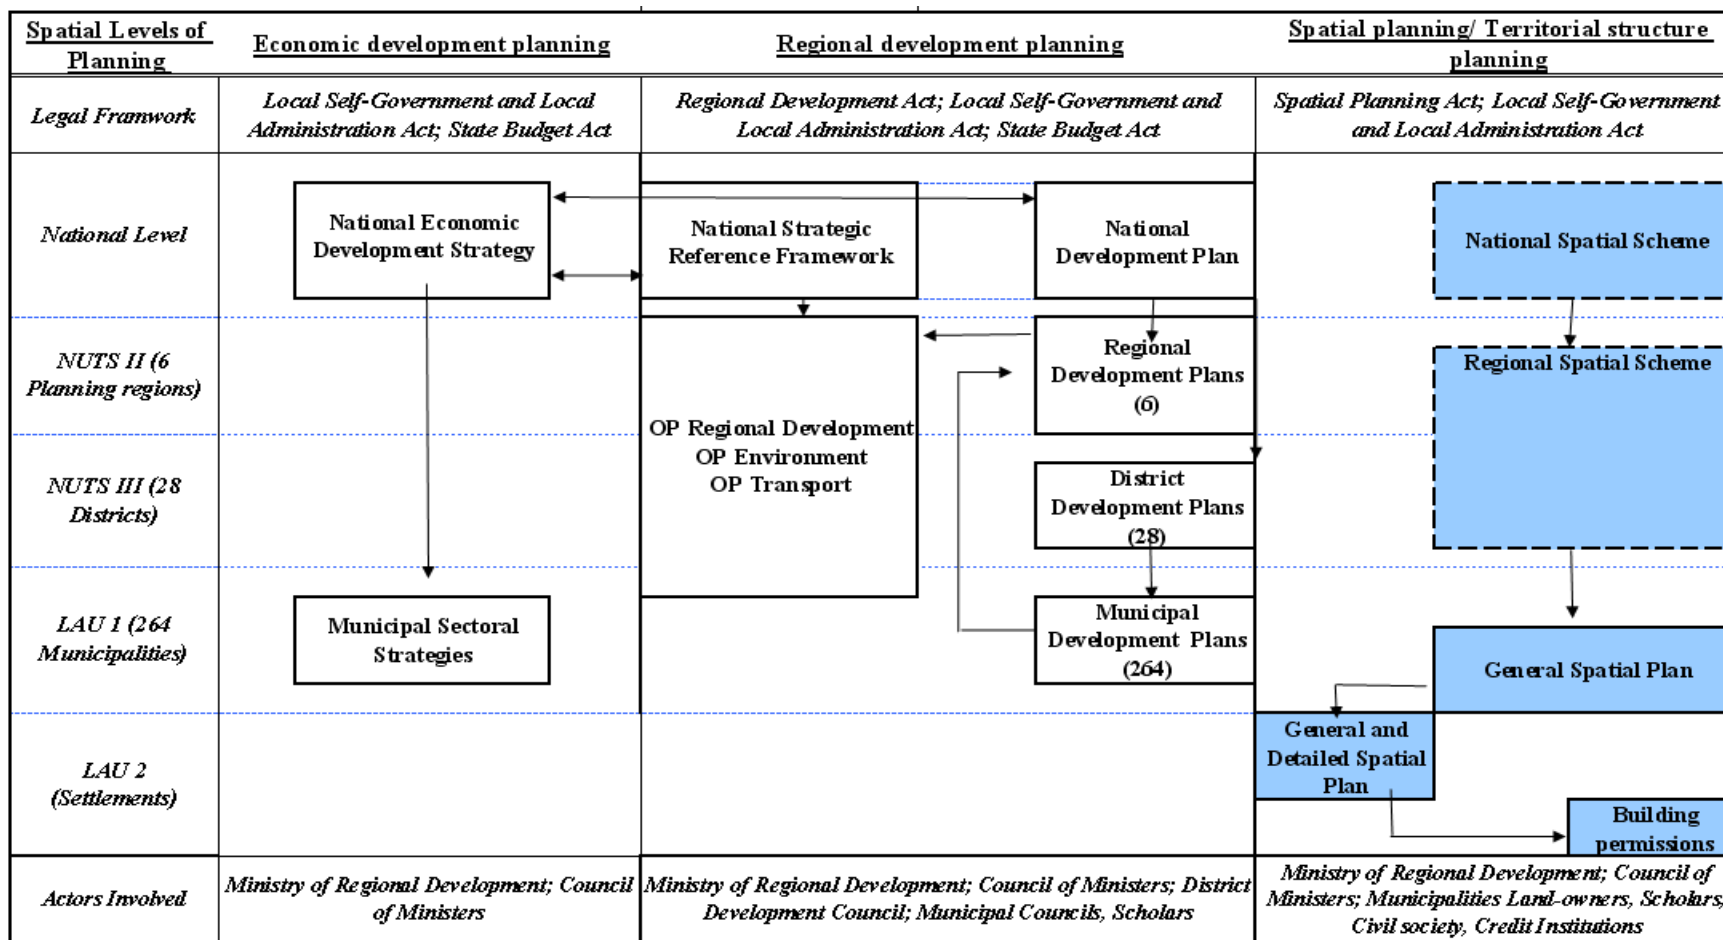 Spatial Levels of
Planning
Economic development planning
Regional development planning
Spatial planning/ Territorial structure
planning
Legal Framwork
Local Self-Government and Local
Administration Act; State Budget Act
Regional Development Act; Local Self-Government and
Local Administration Act; State Budget Act
Spatial Planning Act; Local Self-Government
and Local Administration Act
National Level
National Economic
Development Strategy
National Strategic
Reference Framework
National
Development Plan
National Spatial Scheme
NUTS II (6
Planning regions)
Regional
Development Plans
(6)
Regional Spatial Scheme
OP Regional Development
OP Environment
OP Transport
NUTS III (28
Districts)
District
Development Plans
(28)
LAU 1 (264
Municipalities)
Municipal Sectoral
Strategies
Municipal
Development Plans
(264)
General Spatial Plan
LAU 2
(Settlements)
General and
Detailed Spatial
Plan
Building
permissions
Actors Involved
Ministry of Regional Development; Council
of Ministers
Ministry of Regional Development; Council of Ministers; District
Development Council; Municipal Councils, Scholars
Ministry of Regional Development; Council of
Ministers; Municipalities Land-owners, Scholars,
Civil society, Credit Institutions